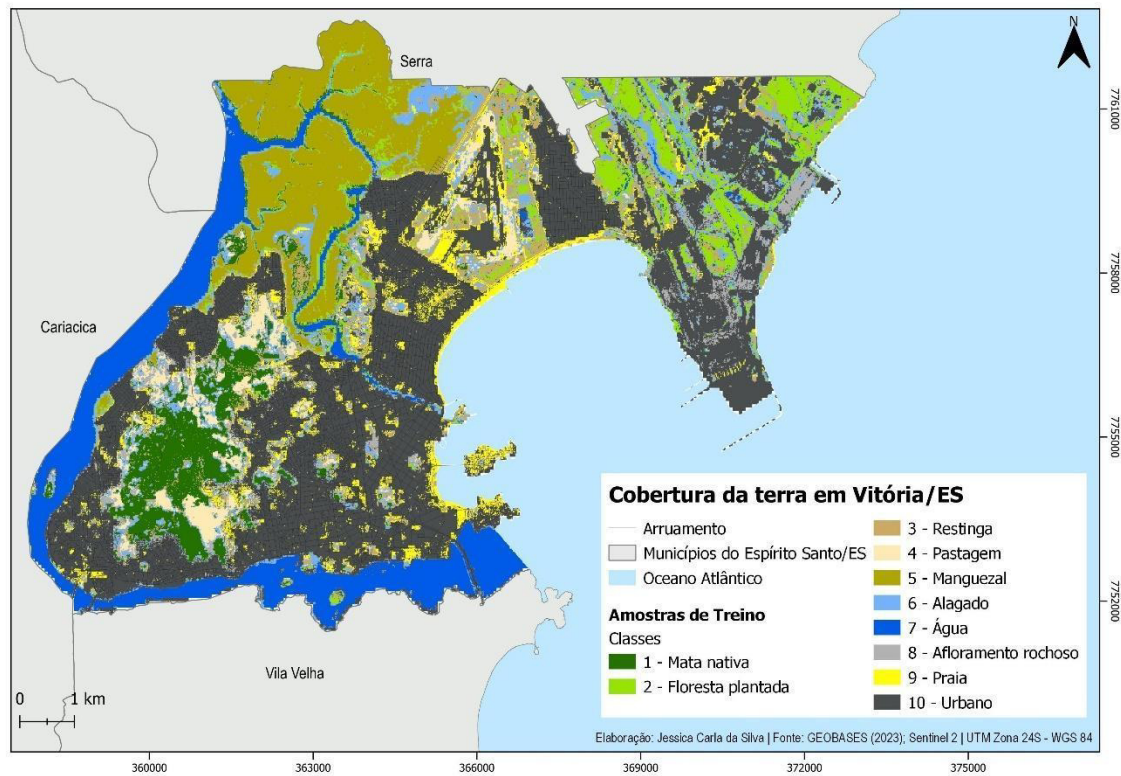 N
Serra
Cariacica
Vila Velha
0 1 km
7761000
7758000
7755000
7752000
Cobertura da terra em Vitória/ES
Arruamento
Municípios do Espírito Santo/ES
Oceano Atlântico
Amostras de Treino
Classes
1 - Mata nativa
2 - Floresta plantada
3 - Restinga
4 - Pastagem
5 - Manguezal
6 - Alagado
7 - Água
8 - Afloramento rochoso
9 - Praia
10 - Urbano
Elaboração: Jessica Carla da Silva | Fonte: GEOBASES (2023); Sentinel 2 | UTM Zona 24S - WGS 84
360000 363000 366000 369000 372000 375000